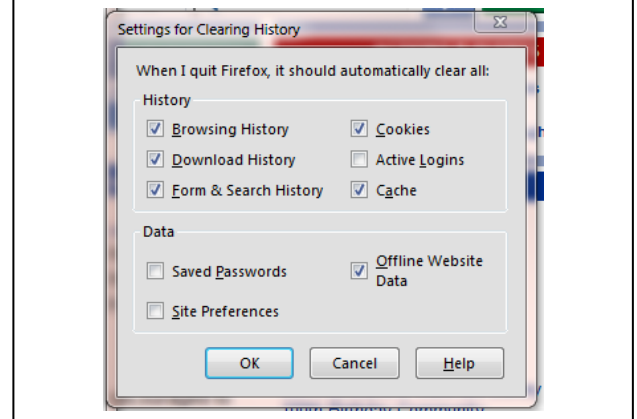 Settings for Clearing History
When I quit Firefox, it should automatically clear all:
History
Browsing History
Cookies
Download History
Active Logins
Form & Search History
Cache
Data
Saved Passwords
Offline Website
Data
Site Preferences
OK
Cancel
Help